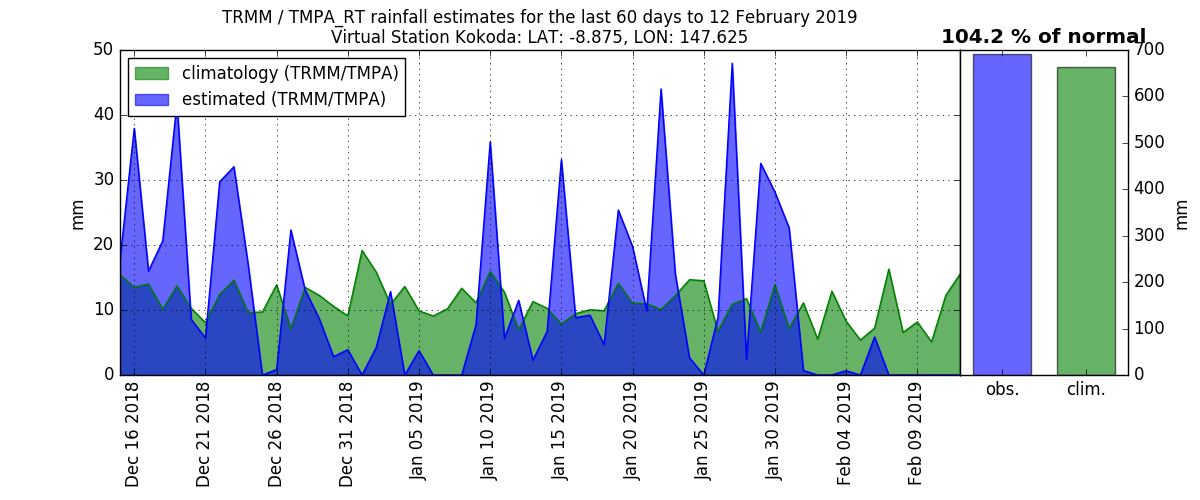 TRMM / TMPA_RT rainfall estimates for the last 60 days to 12 February 2019
Virtual Station Kokoda: LAT: -8.875, LON: 147.625
104.2 % of normal
climatology (TRMM/TMPA)
estimated (TRMM/TMPA)
50
40
30
20
10
0
mm
700
600
500
400
300
200
100
0
mm
Dec 16 2018
Dec 21 2018
Dec 26 2018
Dec 31 2018
Jan 05 2019
Jan 10 2019
Jan 15 2019
Jan 20 2019
Jan 25 2019
Jan 30 2019
Feb 04 2019
Feb 09 2019
obs.
clim.